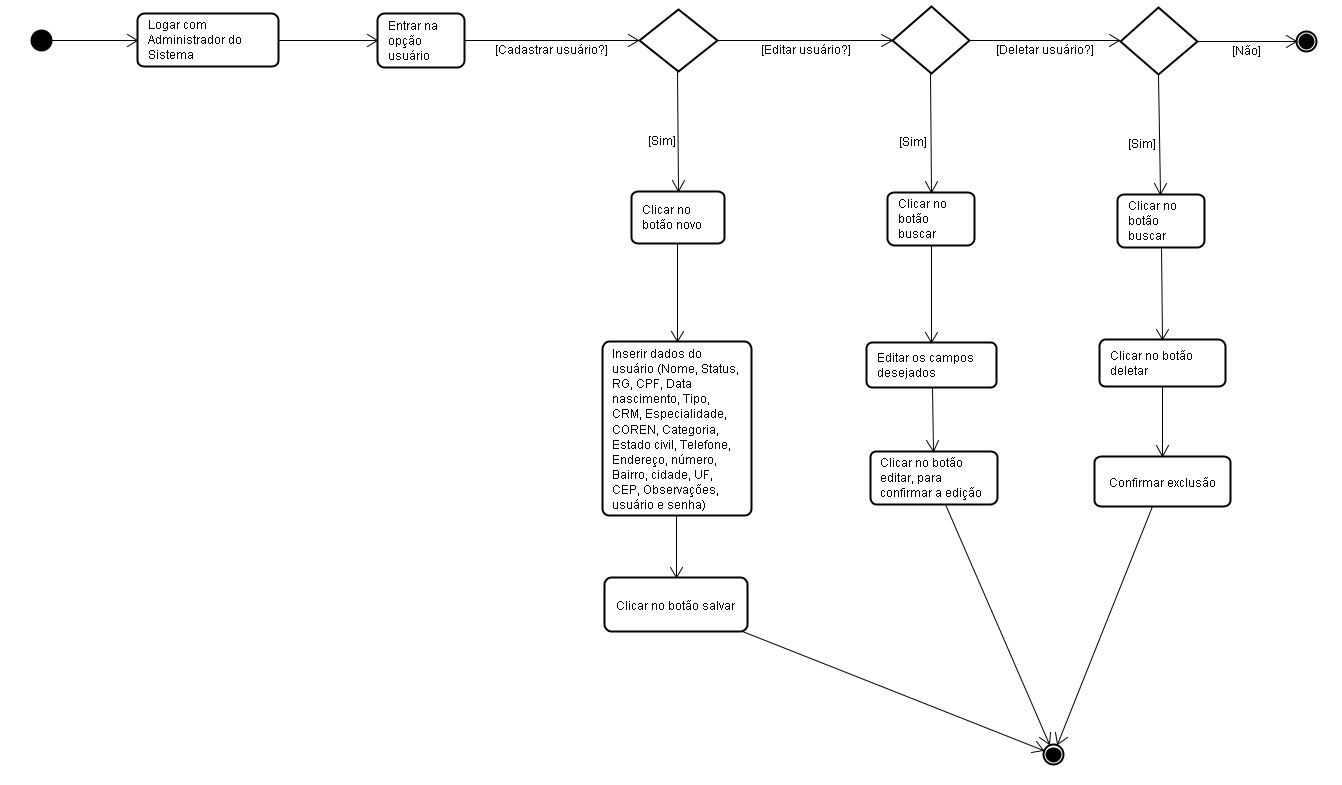 Logar com
Administrador do
Sistema
Entrar na
opção
usuário
[Cadastrar usuário?]
[Editar usuário?]
[Deletar usuário?]
[Não]
[Sim]
[Sim]
[Sim]
Clicar no
botão novo
Clicar no
botão
buscar
Clicar no
botão
buscar
Inserir dados do
usuário (Nome, Status,
RG, CPF, Data
nascimento, Tipo,
CRM, Especialidade,
COREN, Categoria,
Estado civil, Telefone,
Endereço, número,
Bairro, cidade, UF,
CEP, Observações,
usuário e senha)
Editar os campos
desejados
Clicar no botão
deletar
Clicar no botão
editar, para
confirmar a edição
Confirmar exclusão
Clicar no botão salvar